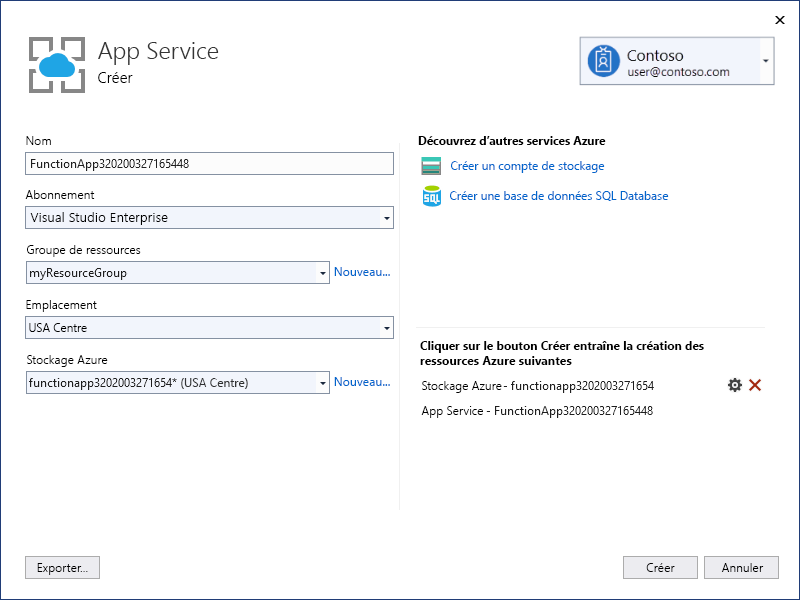 App Service
Créer
Contoso
user@contoso.com
Nom
FunctionApp320200327165448
Abonnement
Visual Studio Enterprise
Groupe de ressources
myResourceGroup
Nouveau...
Emplacement
USA Centre
Stockage Azure
functionapp3202003271654* (USA Centre)
Nouveau...
Découvrez d'autres services Azure
Créer un compte de stockage
SQL
Créer une base de données SQL Database
Cliquer sur le bouton Créer entraîne la création des
ressources Azure suivantes
Stockage Azure - functionapp3202003271654
App Service - FunctionApp320200327165448
Exporter...
Créer
Annuler